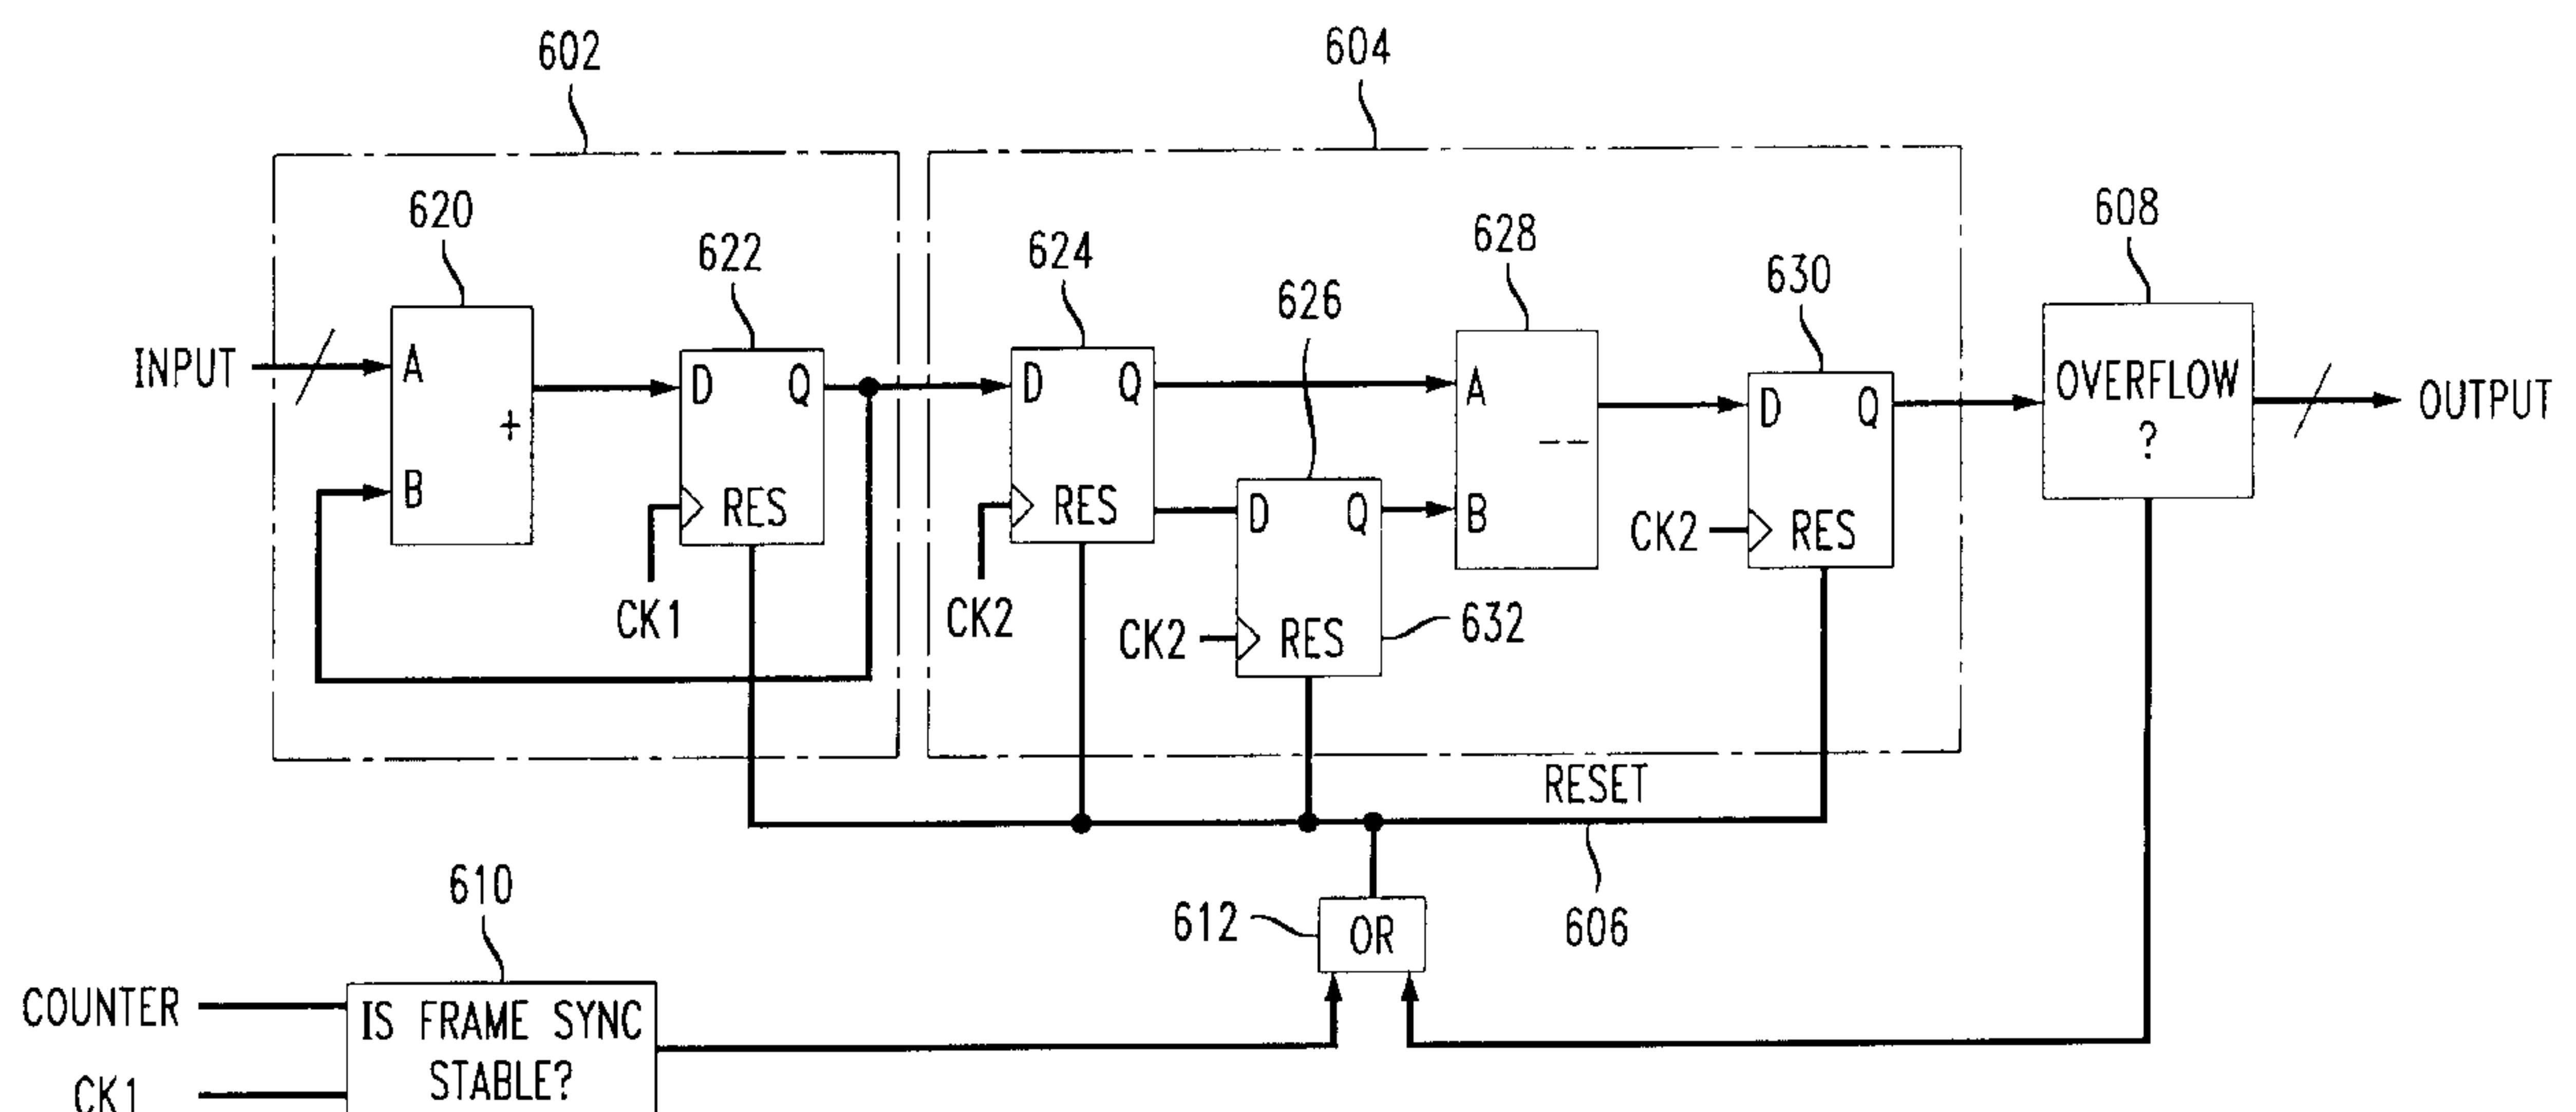 602
604
620
622
624
626
628
630
608
INPUT
A
+
B
D Q
RES
CK1
D Q
RES
CK2
D Q
RES
CK2
632
A
--
B
D Q
RES
CK2
OVERFLOW
?
OUTPUT
RESET
606
610
612
OR
COUNTER
CK1
IS FRAME SYNC
STABLE?